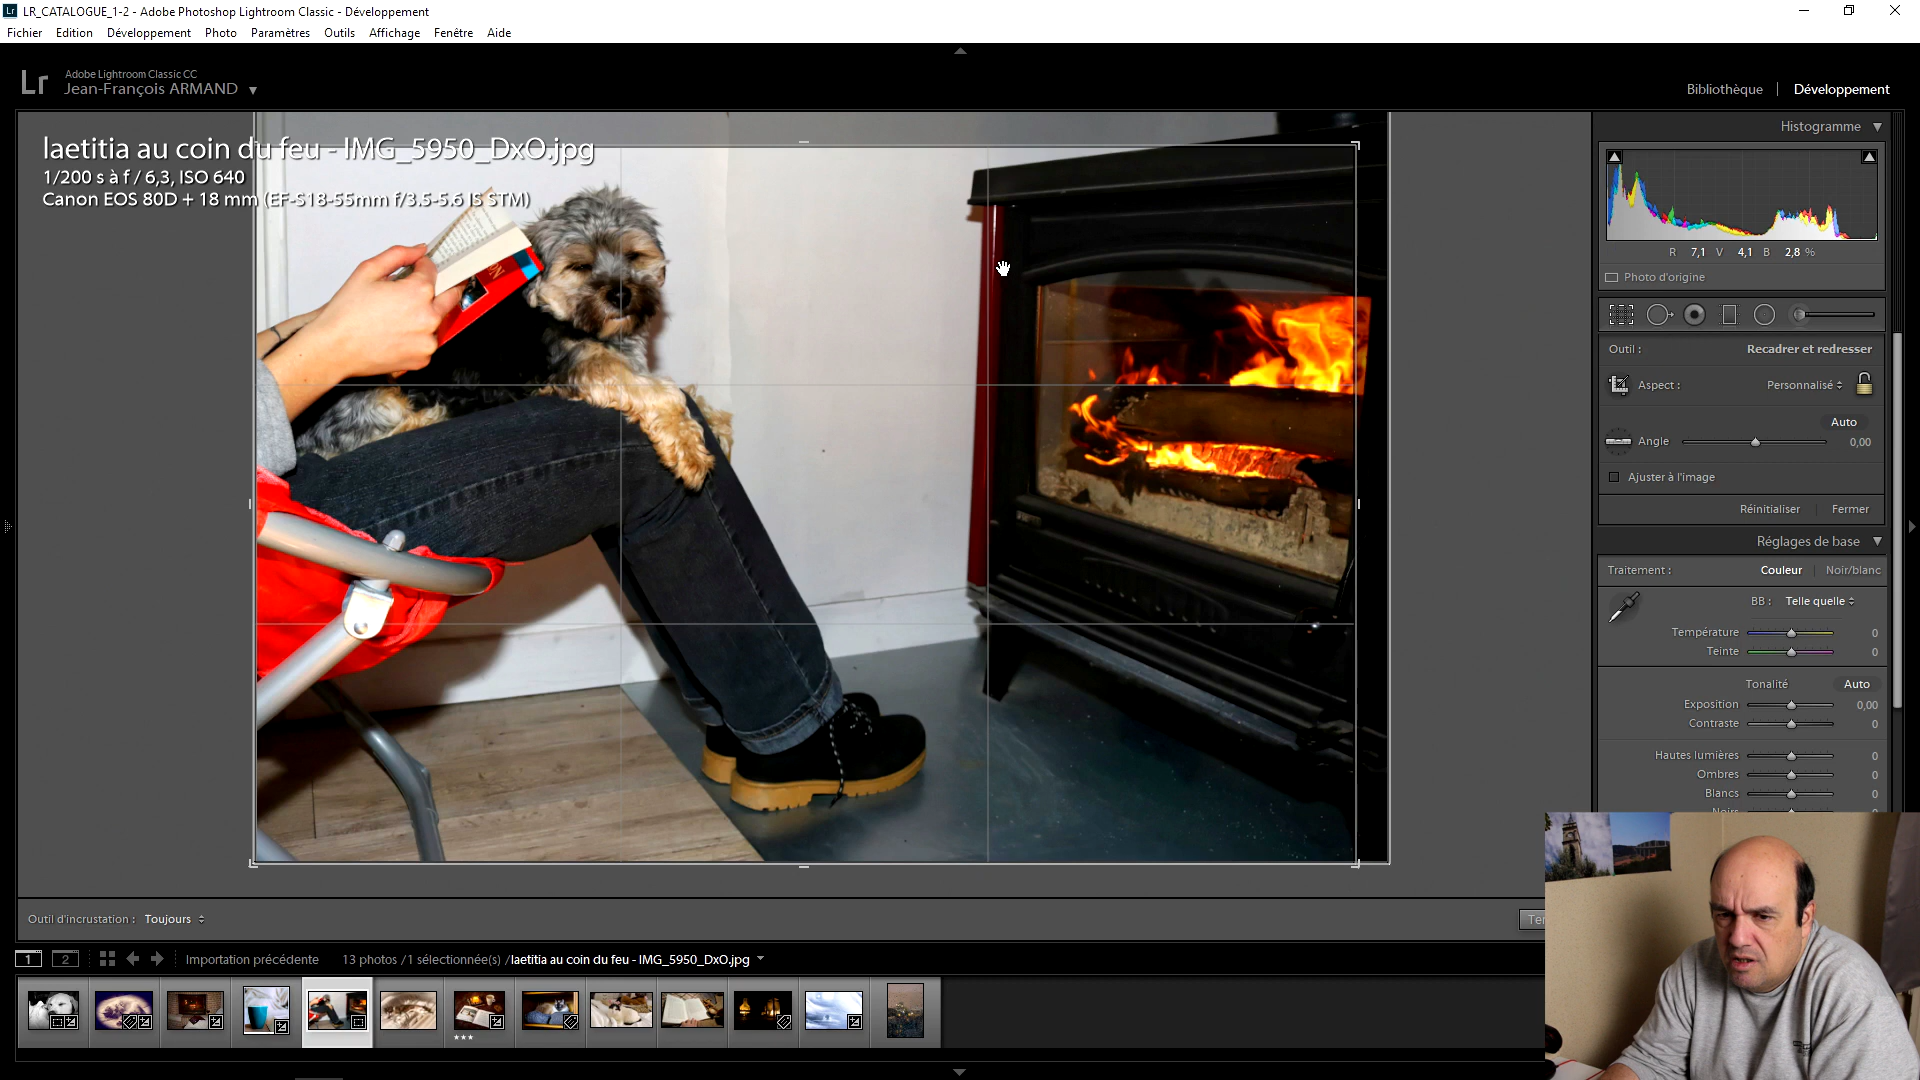 LR_CATALOGUE_1-2 - Adobe Photoshop Lightroom Classic - Développement
Fichier Edition Développement Photo Paramètres Outils Affichage Fenêtre Aide
Lr
Adobe Lightroom Classic CC
Jean-François ARMAND
Bibliothèque | Développement
laetitia au coin du feu - IMG_5950_DxO.jpg
1/200 s à f / 6,3, ISO 640
Canon EOS 80D + 18 mm (EF-S18-55mm f/3.5-5.6 IS STM)
Histogramme
R 7,1 V 4,1 B 2,8 %
Photo d'origine
Outil : Recadrer et redresser
Aspect : Personnalisé
Auto
Angle 0,00
Ajuster à l'image
Réinitialiser Fermer
Réglages de base
Traitement : Couleur Noir/blanc
BB : Telle quelle
Température 0
Teinte 0
Tonalité Auto
Exposition 0,00
Contraste 0
Hautes lumières 0
Ombres 0
Blancs 0
Noirs
Outil d'incrustation : Toujours
1 2 Importation précédente 13 photos /1 sélectionnée(s) /laetitia au coin du feu - IMG_5950_DxO.jpg